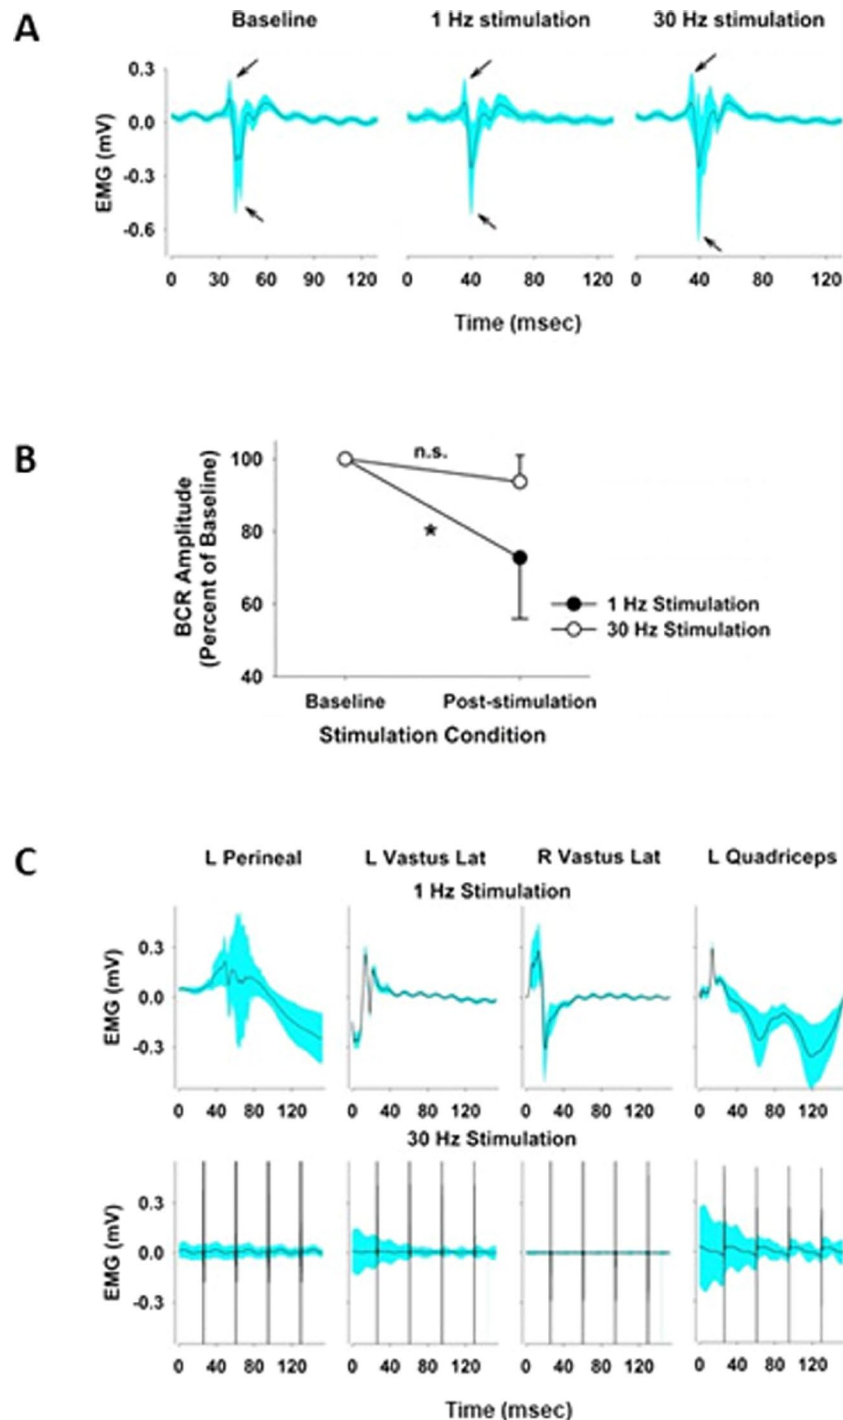 A
Baseline 1 Hz stimulation 30 Hz stimulation
EMG (mV)
0.3
0.0
-0.3
-0.6
0 30 60 90 120 0 40 80 120 0 40 80 120
Time (msec)
B
BCR Amplitude
(Percent of Baseline)
100
80
60
40
n.s.
*
1 Hz Stimulation
30 Hz Stimulation
Baseline Post-stimulation
Stimulation Condition
C
L Perineal L Vastus Lat R Vastus Lat L Quadriceps
1 Hz Stimulation
EMG (mV)
0.3
0.0
-0.3
0 40 80 120 0 40 80 120 0 40 80 120 0 40 80 120
30 Hz Stimulation
EMG (mV)
0.3
0.0
-0.3
0 40 80 120 0 40 80 120 0 40 80 120 0 40 80 120
Time (msec)